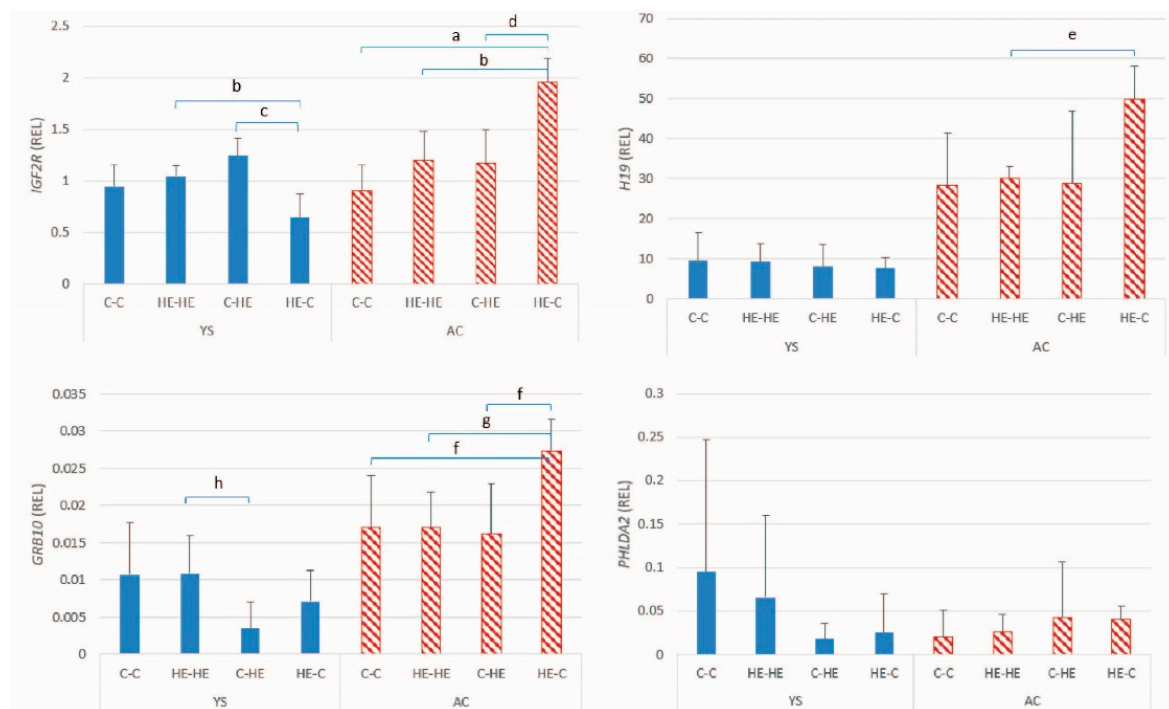 IGF2R (REL)
2.5
2
1.5
1
0.5
0
b
c
a
b
d
C-C HE-HE C-HE HE-C C-C HE-HE C-HE HE-C
YS AC
H19 (REL)
70
60
50
40
30
20
10
0
e
C-C HE-HE C-HE HE-C C-C HE-HE C-HE HE-C
YS AC
GRB10 (REL)
0.035
0.03
0.025
0.02
0.015
0.01
0.005
0
h
f
g
f
C-C HE-HE C-HE HE-C C-C HE-HE C-HE HE-C
YS AC
PHLDA2 (REL)
0.3
0.25
0.2
0.15
0.1
0.05
0
C-C HE-HE C-HE HE-C C-C HE-HE C-HE HE-C
YS AC